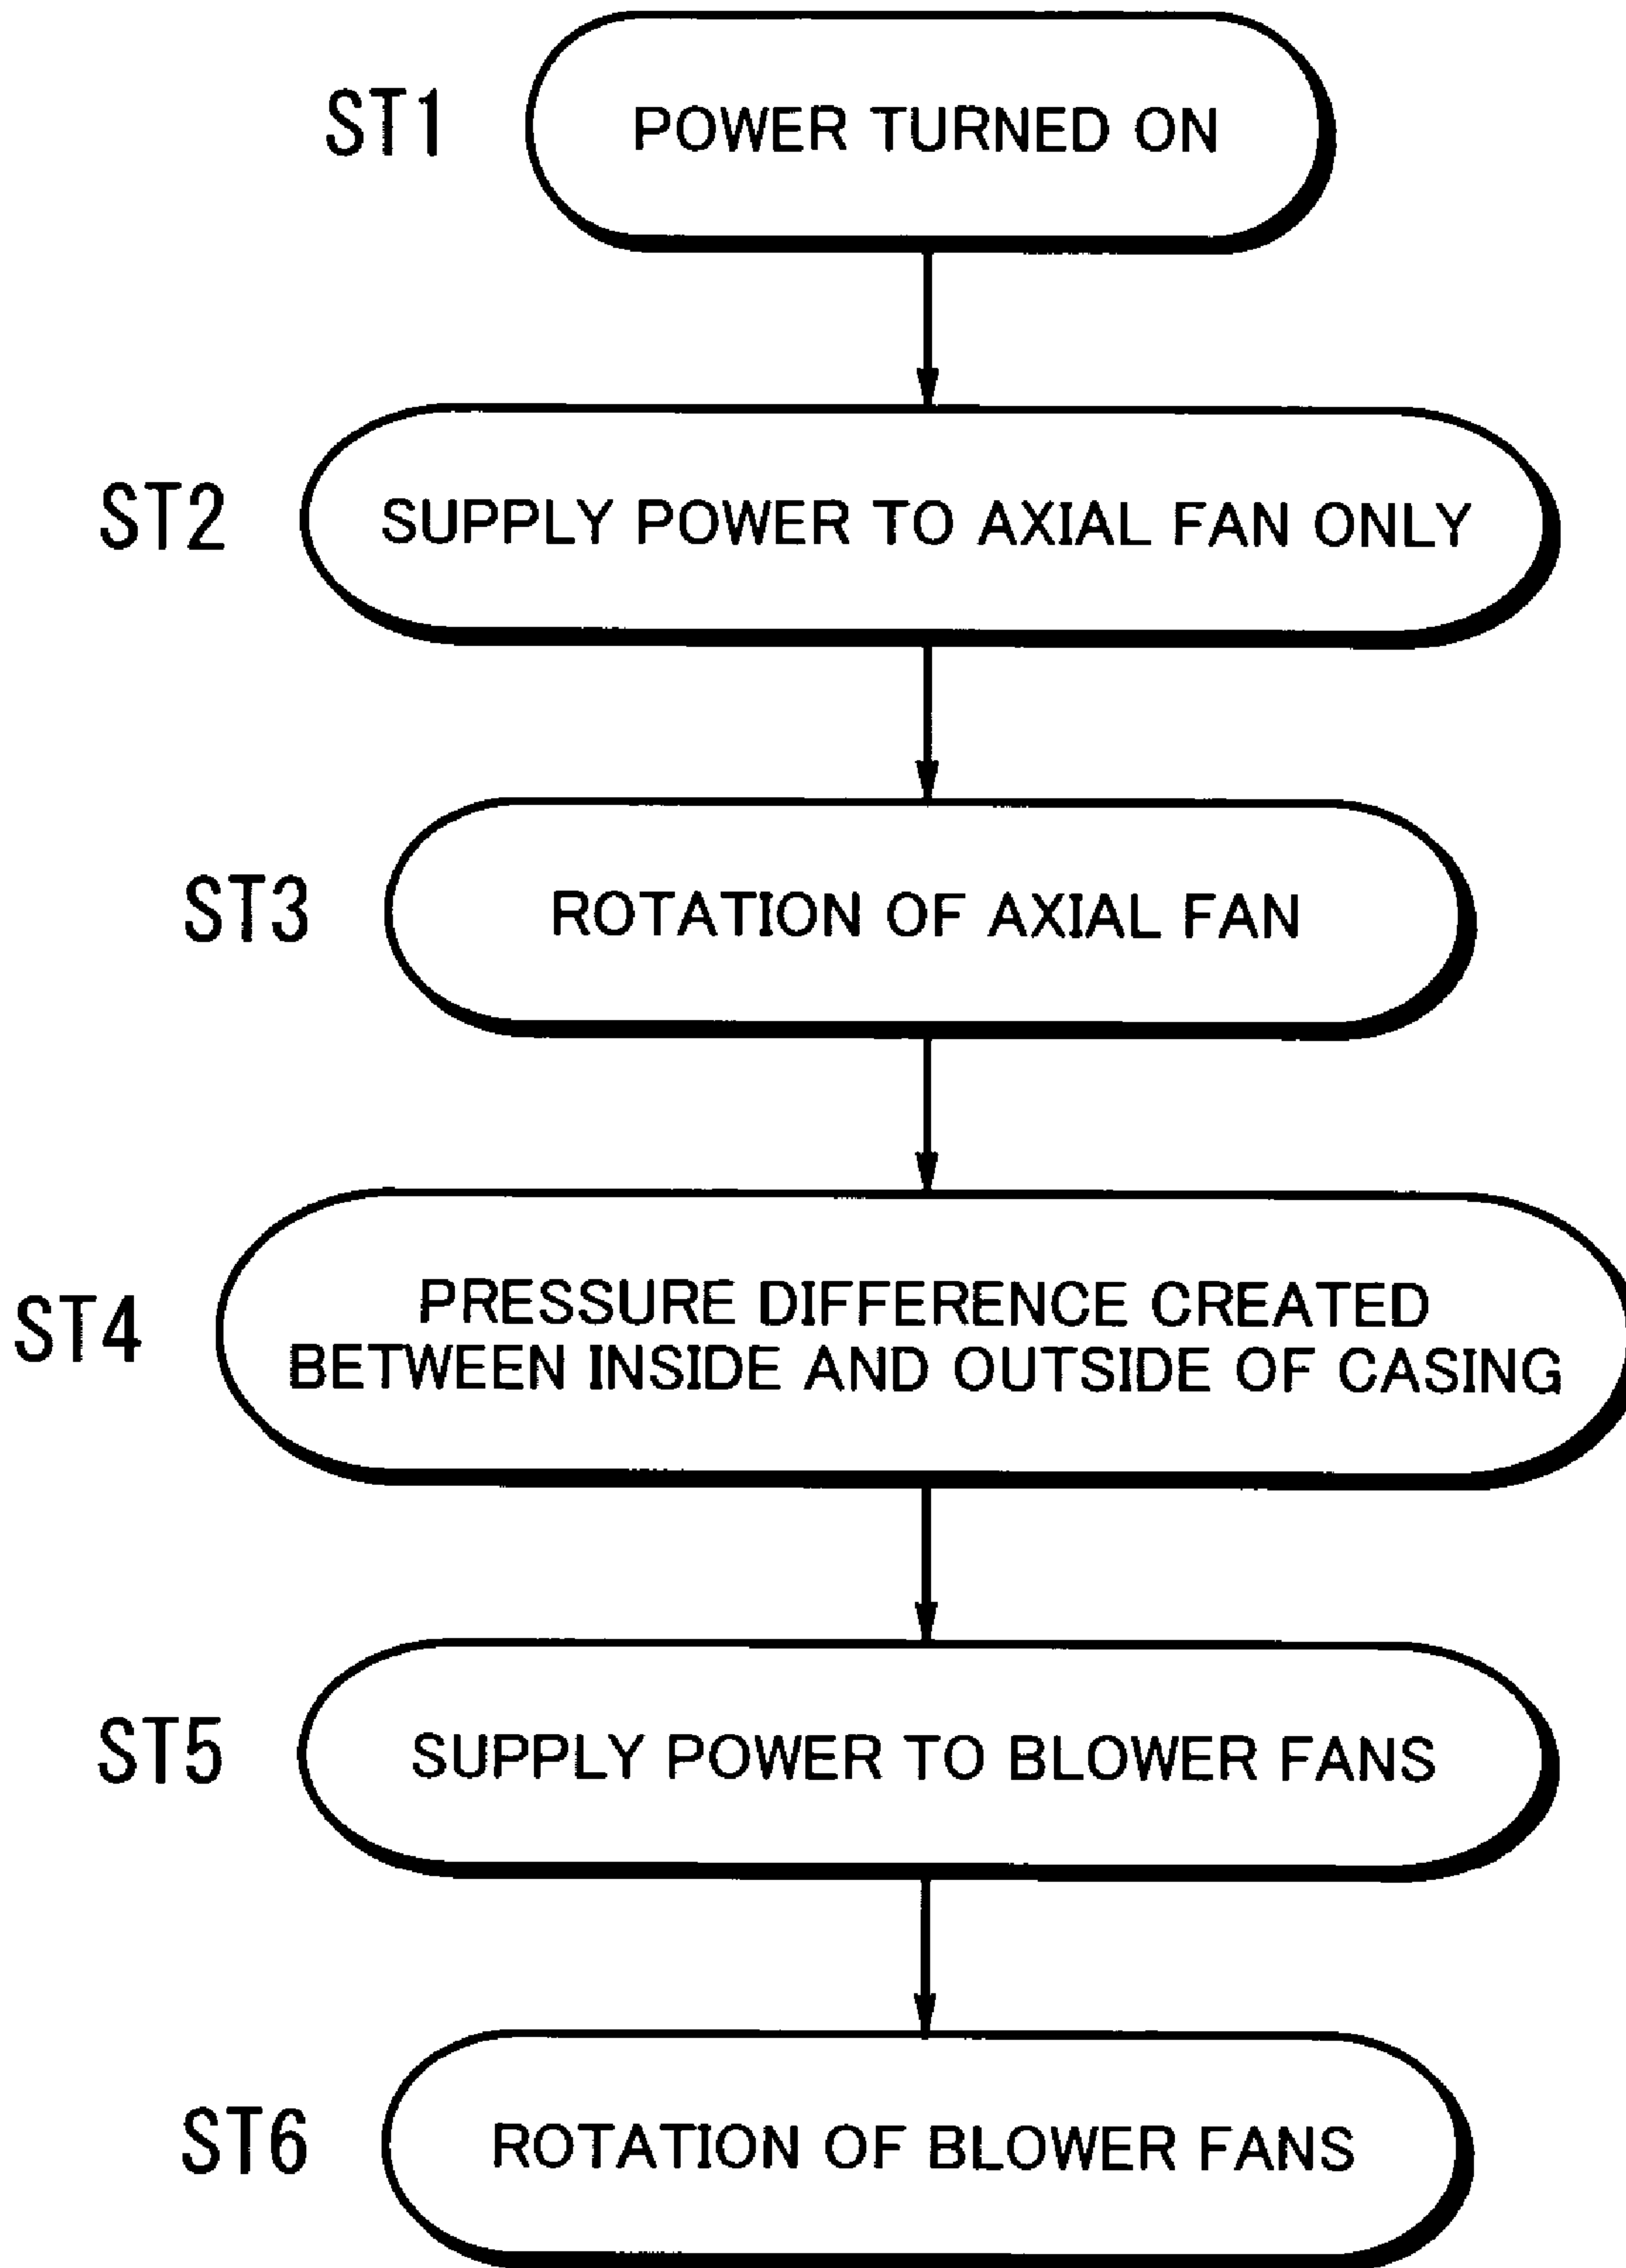 ST1 POWER TURNED ON
ST2 SUPPLY POWER TO AXIAL FAN ONLY
ST3 ROTATION OF AXIAL FAN
PRESSURE DIFFERENCE CREATED
ST4 BETWEEN INSIDE AND OUTSIDE OF CASING
ST5 SUPPLY POWER TO BLOWER FANS
ST6 ROTATION OF BLOWER FANS